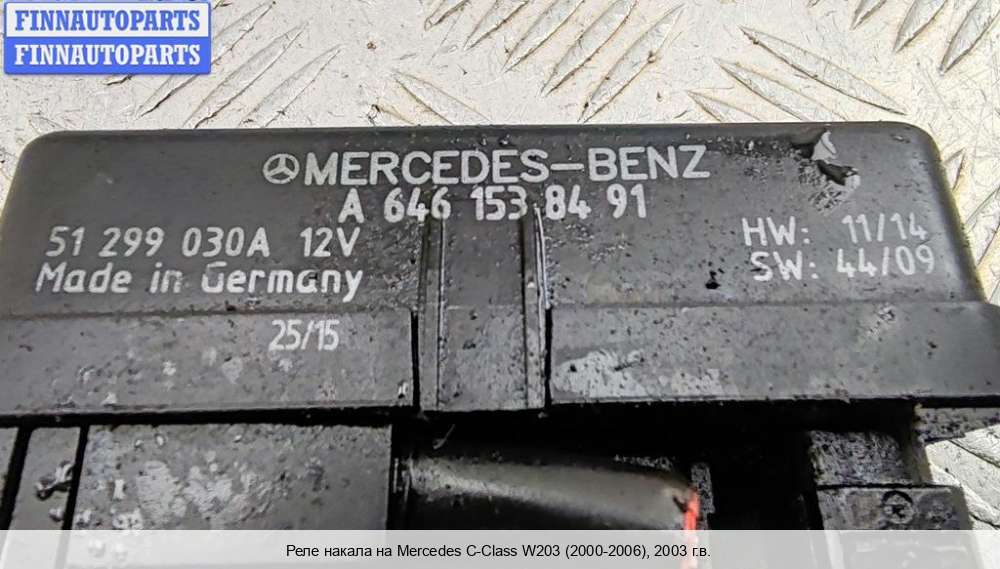 FINNAUTOPARTS
FINNAUTOPARTS
MERCEDES-BENZ
A 646 153 84 91
51 299 030A 12V
Made in Germany
HW: 11/14
SW: 44/09
25/15
Реле накала на Mercedes C-Class W203 (2000-2006), 2003 г.в.